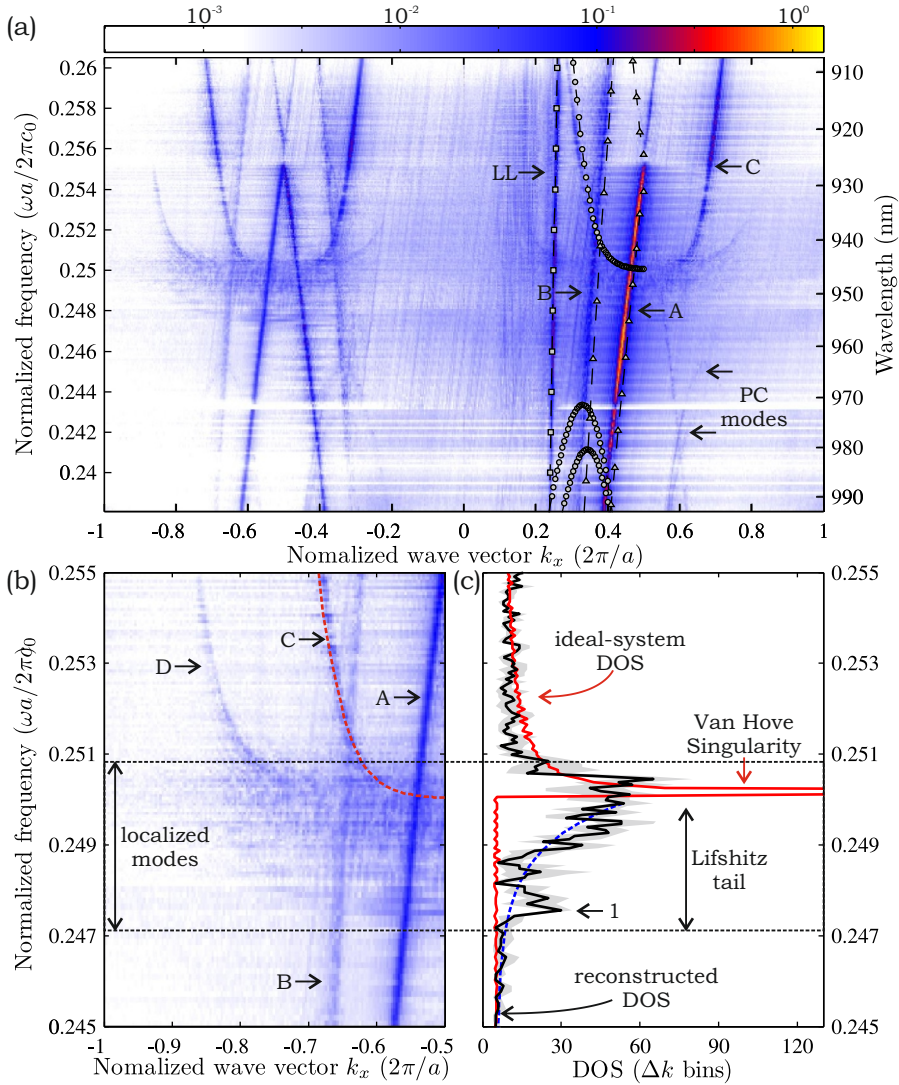 (a)
10⁻³ 10⁻² 10⁻¹ 10⁰
0.26
0.258
0.256
0.254
0.252
0.25
0.248
0.246
0.244
0.242
0.24
Normalized frequency (ωa/2πc₀)
LL
B
A
C
PC
modes
910
920
930
940
950
960
970
980
990
Wavelength (nm)
-1 -0.8 -0.6 -0.4 -0.2 0 0.2 0.4 0.6 0.8 1
Nomalized wave vector kₓ (2π/a)
(b)
0.255
0.253
0.251
0.249
0.247
0.245
Normalized frequency (ωa/2πϕ₀
D
C
A
B
localized
modes
-1 -0.9 -0.8 -0.7 -0.6 -0.5
Nomalized wave vector kₓ (2π/a)
(c)
ideal-system
DOS
Van Hove
Singularity
Lifshitz
tail
1
reconstructed
DOS
0.255
0.253
0.251
0.249
0.247
0.245
0 30 60 90 120
DOS (Δk bins)